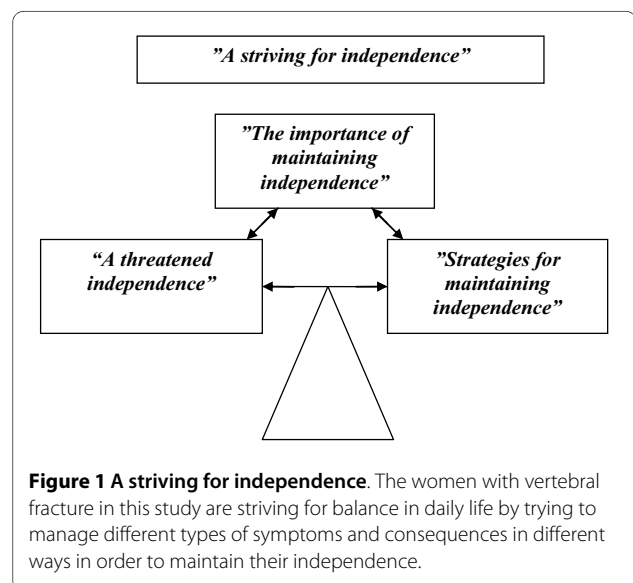 ”A striving for independence”
”The importance of
maintaining
independence”
“A threatened
independence”
”Strategies for
maintaining
independence”
Figure 1 A striving for independence. The women with vertebral
fracture in this study are striving for balance in daily life by trying to
manage different types of symptoms and consequences in different
ways in order to maintain their independence.